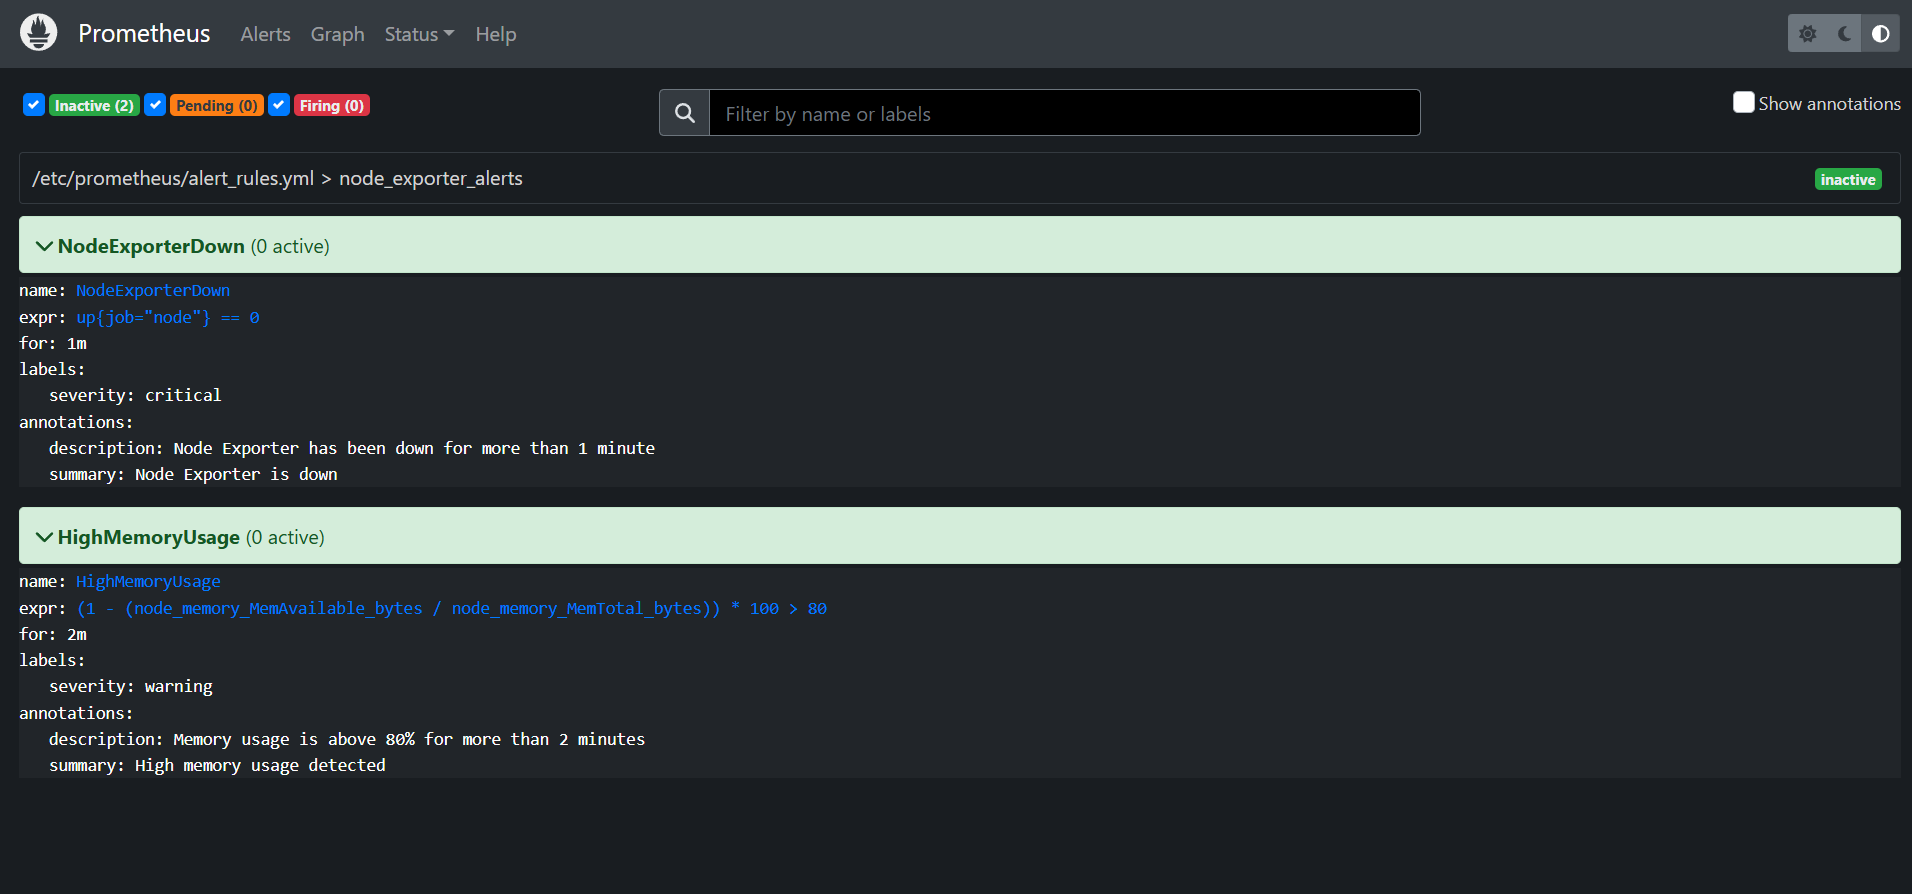 Prometheus Alerts Graph Status Help
Inactive (2) Pending (0) Firing (0) Filter by name or labels Show annotations
/etc/prometheus/alert_rules.yml > node_exporter_alerts inactive
NodeExporterDown (0 active)
name: NodeExporterDown
expr: up{job="node"} == 0
for: 1m
labels:
severity: critical
annotations:
description: Node Exporter has been down for more than 1 minute
summary: Node Exporter is down
HighMemoryUsage (0 active)
name: HighMemoryUsage
expr: (1 - (node_memory_MemAvailable_bytes / node_memory_MemTotal_bytes)) * 100 > 80
for: 2m
labels:
severity: warning
annotations:
description: Memory usage is above 80% for more than 2 minutes
summary: High memory usage detected